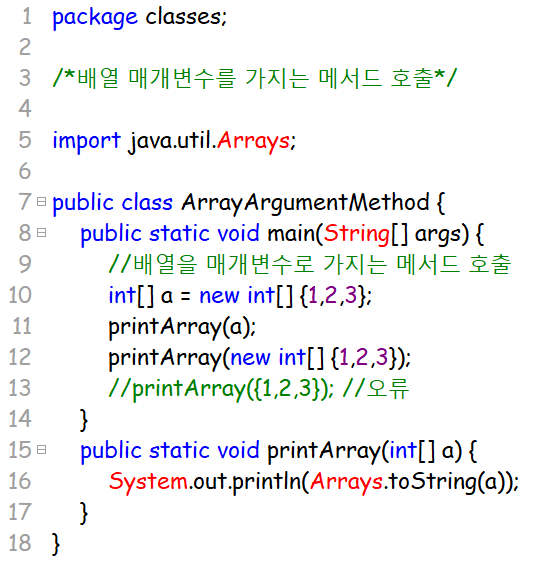 1 package classes;
2
3 /*배열 매개변수를 가지는 메서드 호출*/
4
5 import java.util.Arrays;
6
7 public class ArrayArgumentMethod {
8 public static void main(String[] args) {
9 //배열을 매개변수로 가지는 메서드 호출
10 int[] a = new int[] {1,2,3};
11 printArray(a);
12 printArray(new int[] {1,2,3});
13 //printArray({1,2,3}); //오류
14 }
15 public static void printArray(int[] a) {
16 System.out.println(Arrays.toString(a));
17 }
18 }